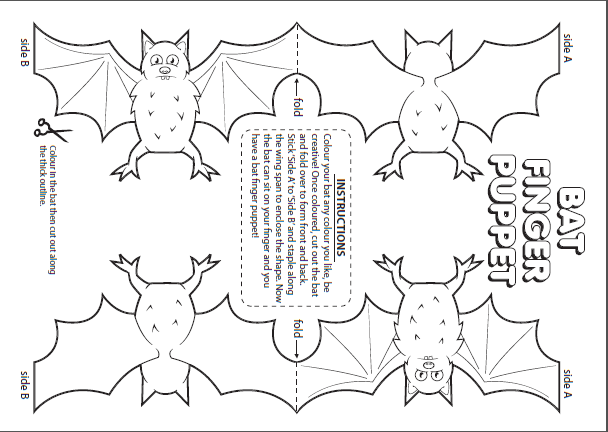 BAT
FINGER
PUPPET
side A
side B
fold
INSTRUCTIONS
Colour your bat any colour you like, be
creative! Once coloured, cut out the bat
and fold over to form front and back.
Stick 'Side A' to 'Side B' and staple along
the wing span to enclose the shape. Now
the bat can sit on your finger and you
have a bat finger puppet!
fold
side A
side B
Colour in the bat then cut out along
the thick outline.